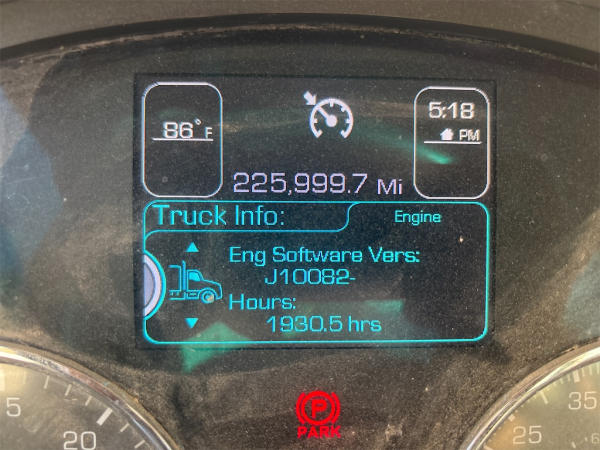 86° F
5:18
PM
225,999.7 Mi
Truck Info:
Engine
Eng Software Vers:
J10082-
Hours:
1930.5 hrs
P
PARK
5
20
25
35